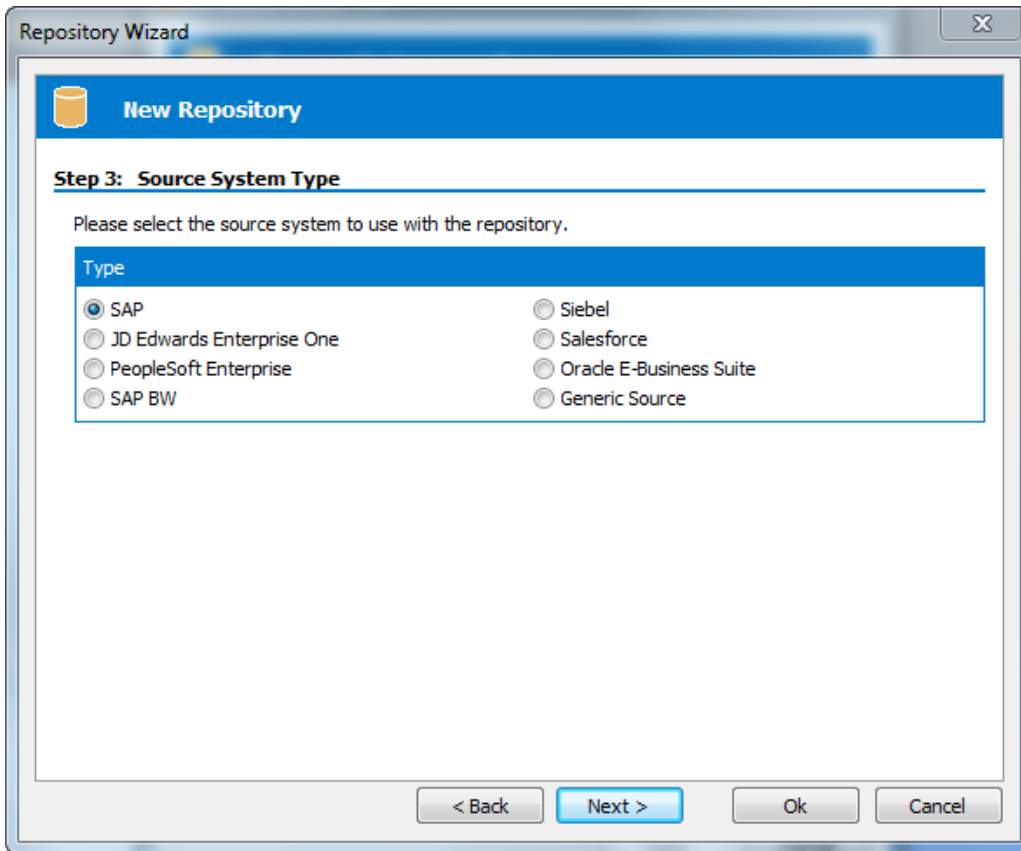 Repository Wizard
New Repository
Step 3: Source System Type
Please select the source system to use with the repository.
Type
SAP
JD Edwards Enterprise One
PeopleSoft Enterprise
SAP BW
Siebel
Salesforce
Oracle E-Business Suite
Generic Source
< Back
Next >
Ok
Cancel